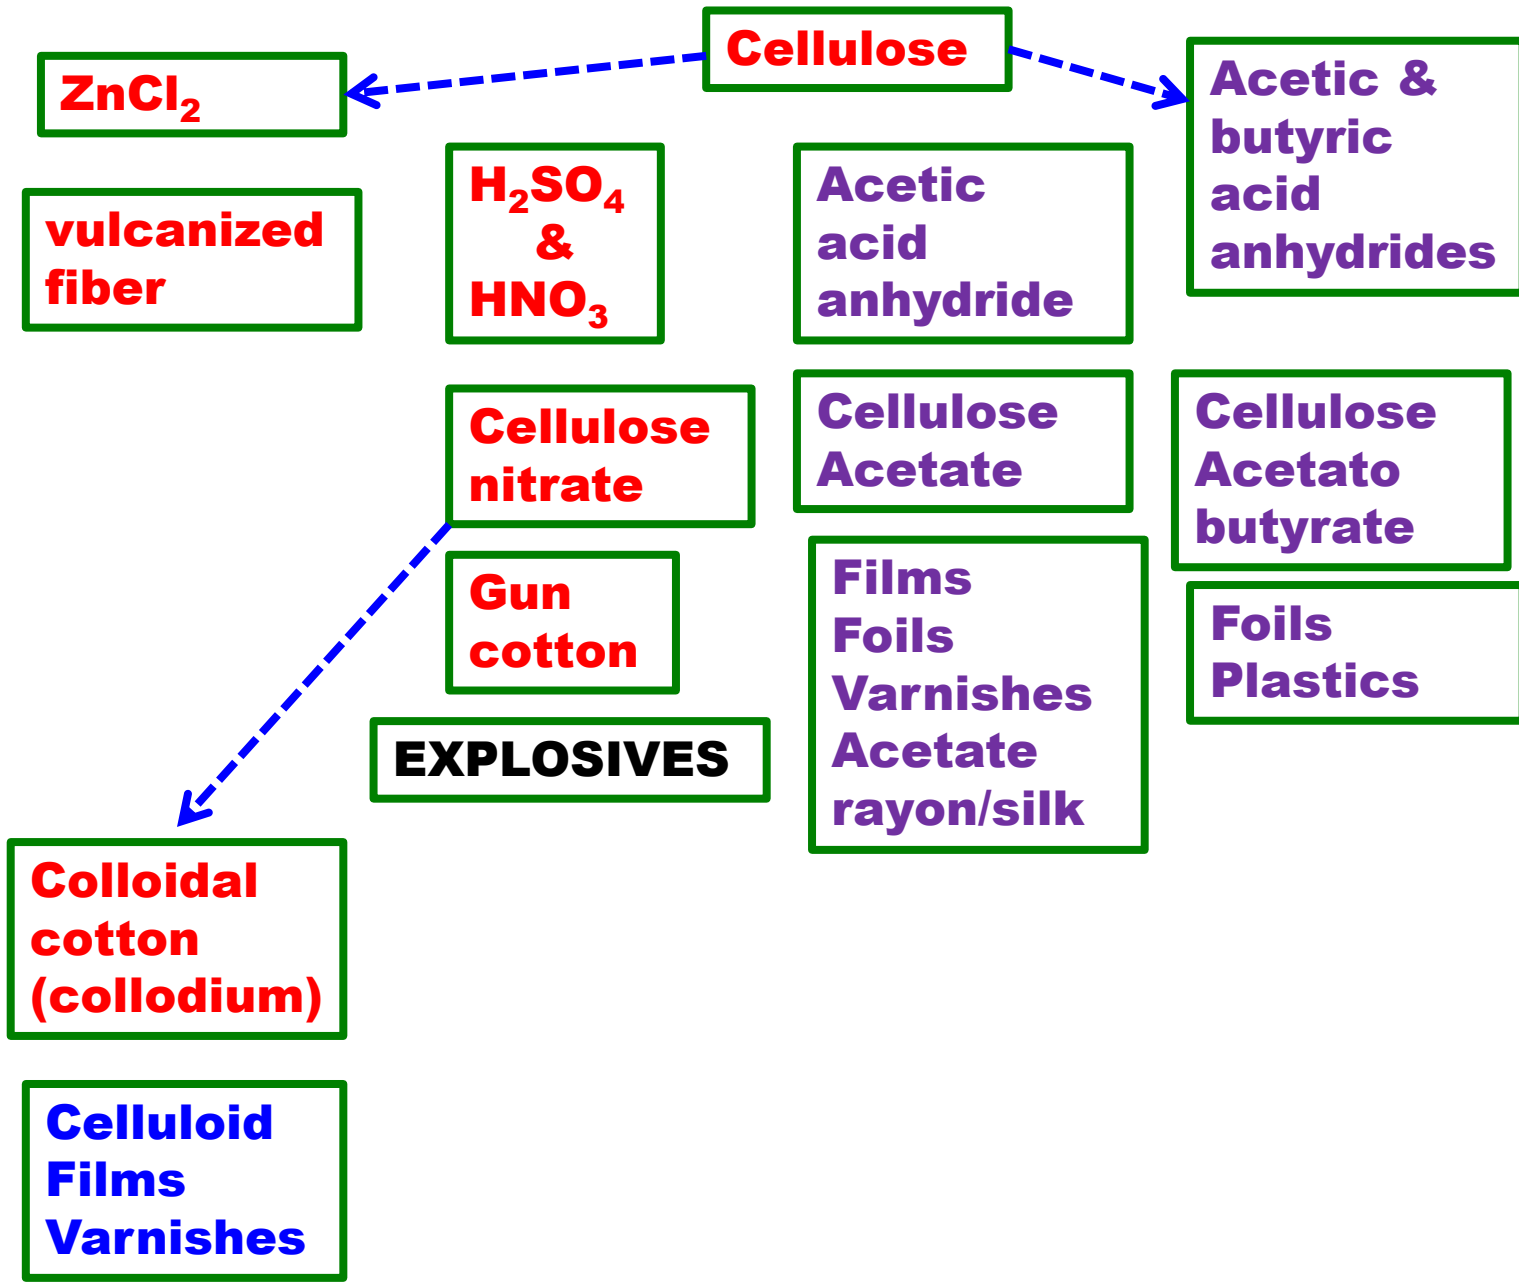 Cellulose
ZnCl₂
vulcanized
fiber
H₂SO₄
&
HNO₃
Cellulose
nitrate
Gun
cotton
EXPLOSIVES
Colloidal
cotton
(collodium)
Celluloid
Films
Varnishes
Acetic
acid
anhydride
Cellulose
Acetate
Films
Foils
Varnishes
Acetate
rayon/silk
Acetic &
butyric
acid
anhydrides
Cellulose
Acetato
butyrate
Foils
Plastics